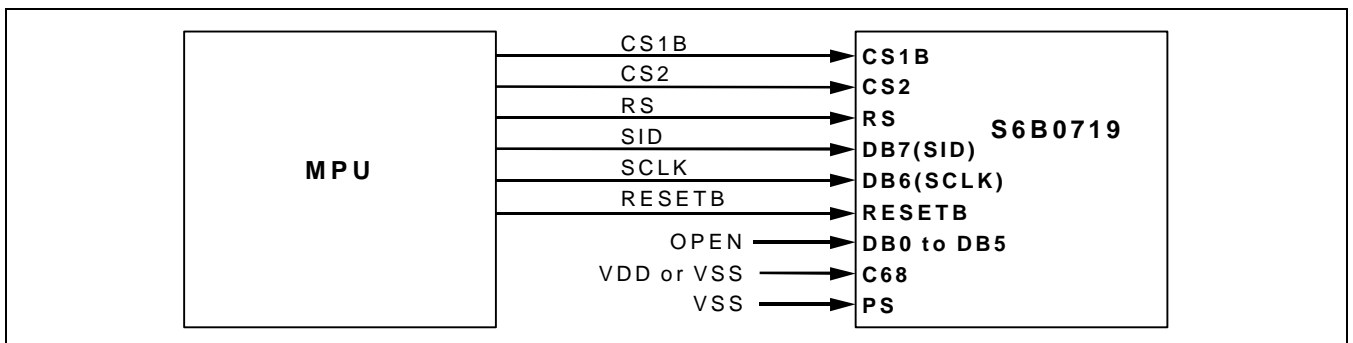 MPU
CS1B
CS2
RS
SID
SCLK
RESETB
OPEN
VDD or VSS
VSS
CS1B
CS2
RS
DB7(SID)
DB6(SCLK)
RESETB
DB0 to DB5
C68
PS
S6B0719